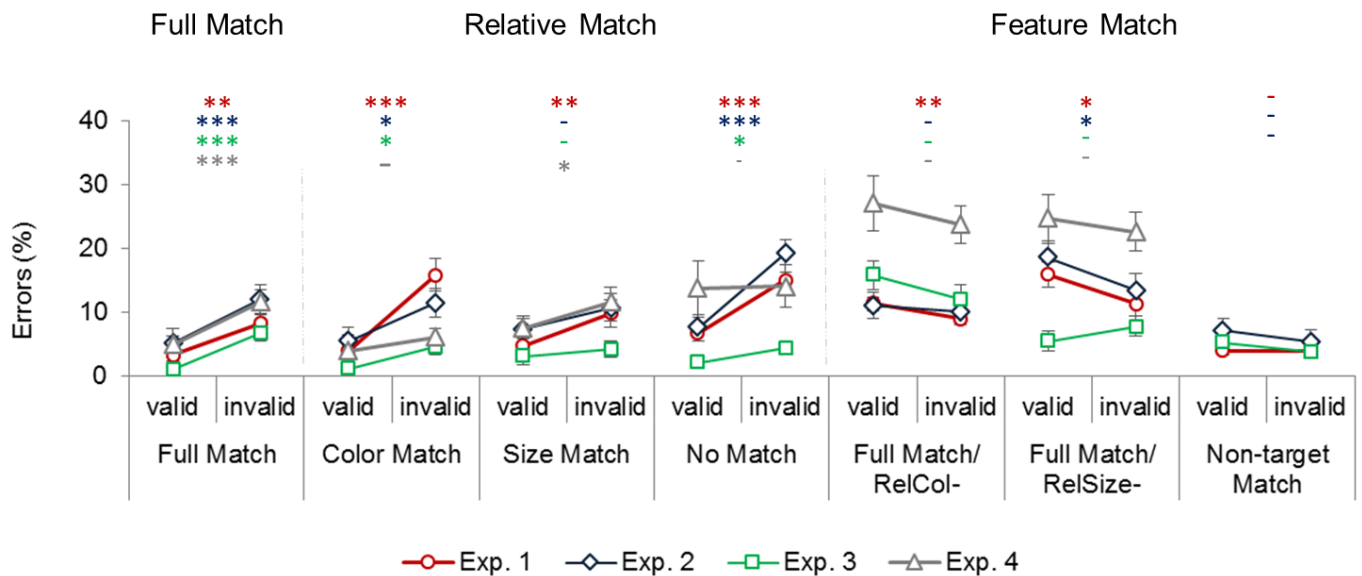 Full Match Relative Match Feature Match
** *** ** *** ** * -
*** * - *** - * -
*** * - * - - -
*** – * - - -
40
30
20
10
0
Errors (%)
valid invalid valid invalid valid invalid valid invalid valid invalid valid invalid valid invalid
Full Match Color Match Size Match No Match Full Match/ Full Match/ Non-target
RelCol- RelSize- Match
Exp. 1 Exp. 2 Exp. 3 Exp. 4